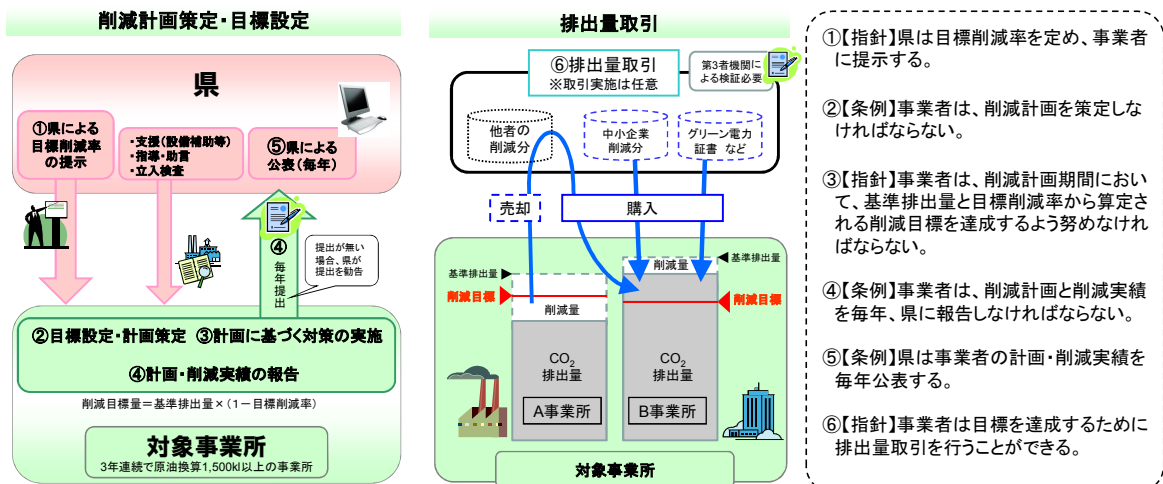 削減計画策定・目標設定
県
①県による
目標削減率
の提示
・支援(設備補助等)
・指導・助言
・立入検査
⑤県による
公表(毎年)
④
毎年提出
提出が無い
場合、県が
提出を勧告
②目標設定・計画策定 ③計画に基づく対策の実施
④計画・削減実績の報告
削減目標量=基準排出量×(1-目標削減率)
対象事業所
3年連続で原油換算1,500kl以上の事業所
排出量取引
⑥排出量取引
※取引実施は任意
第3者機関に
よる検証必要
他者の
削減分
中小企業
削減分
グリーン電力
証書 など
売却
購入
基準排出量
削減目標
削減量
CO2
排出量
A事業所
削減量
基準排出量
削減目標
CO2
排出量
B事業所
対象事業所
①【指針】県は目標削減率を定め、事業者
に提示する。
②【条例】事業者は、削減計画を策定しな
ければならない。
③【指針】事業者は、削減計画期間におい
て、基準排出量と目標削減率から算定さ
れる削減目標を達成するよう努めなけれ
ばならない。
④【条例】事業者は、削減計画と削減実績
を毎年、県に報告しなければならない。
⑤【条例】県は事業者の計画・削減実績を
毎年公表する。
⑥【指針】事業者は目標を達成するために
排出量取引を行うことができる。